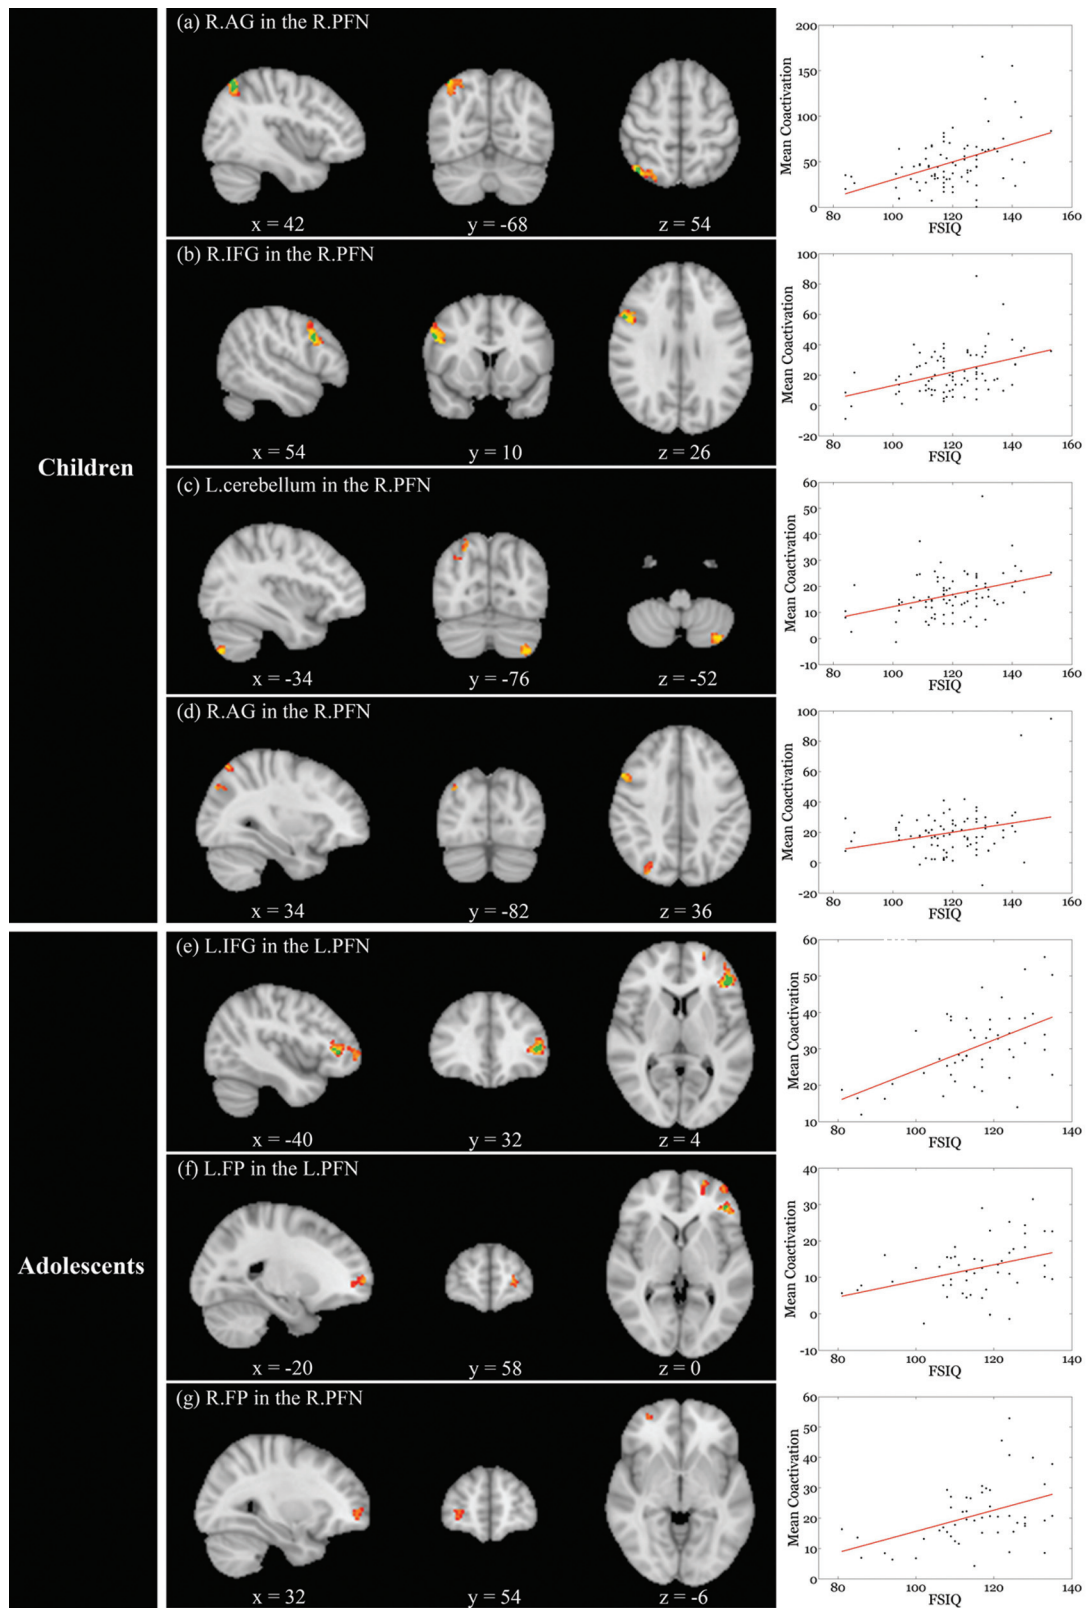 Children
(a) R.AG in the R.PFN
x = 42 y = -68 z = 54
Mean Coactivation
200
150
100
50
0
80 100 120 140 160
FSIQ
(b) R.IFG in the R.PFN
x = 54 y = 10 z = 26
Mean Coactivation
100
80
60
40
20
0
-20
80 100 120 140 160
FSIQ
(c) L.cerebellum in the R.PFN
x = -34 y = -76 z = -52
Mean Coactivation
60
50
40
30
20
10
0
-10
80 100 120 140 160
FSIQ
(d) R.AG in the R.PFN
x = 34 y = -82 z = 36
Mean Coactivation
100
80
60
40
20
0
-20
80 100 120 140 160
FSIQ
Adolescents
(e) L.IFG in the L.PFN
x = -40 y = 32 z = 4
Mean Coactivation
60
50
40
30
20
10
80 100 120 140
FSIQ
(f) L.FP in the L.PFN
x = -20 y = 58 z = 0
Mean Coactivation
40
30
20
10
0
-10
80 100 120 140
FSIQ
(g) R.FP in the R.PFN
x = 32 y = 54 z = -6
Mean Coactivation
60
50
40
30
20
10
0
80 100 120 140
FSIQ